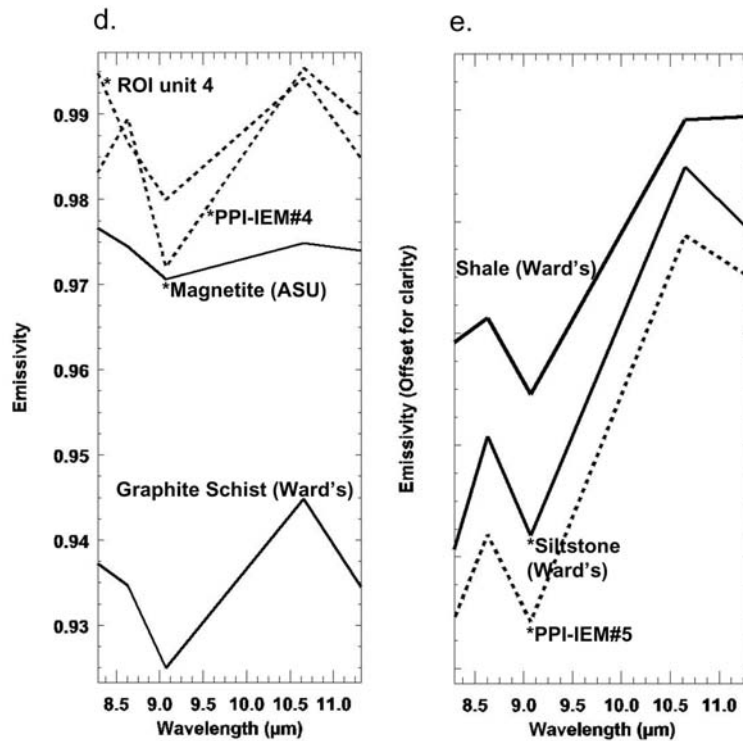 d.
0.99
0.98
0.97
0.96
0.95
0.94
0.93
Emissivity
* ROI unit 4
*PPI-IEM#4
*Magnetite (ASU)
Graphite Schist (Ward's)
8.5 9.0 9.5 10.0 10.5 11.0
Wavelength (µm)
e.
Emissivity (Offset for clarity)
Shale (Ward's)
*Siltstone
(Ward's)
*PPI-IEM#5
8.5 9.0 9.5 10.0 10.5 11.0
Wavelength (µm)